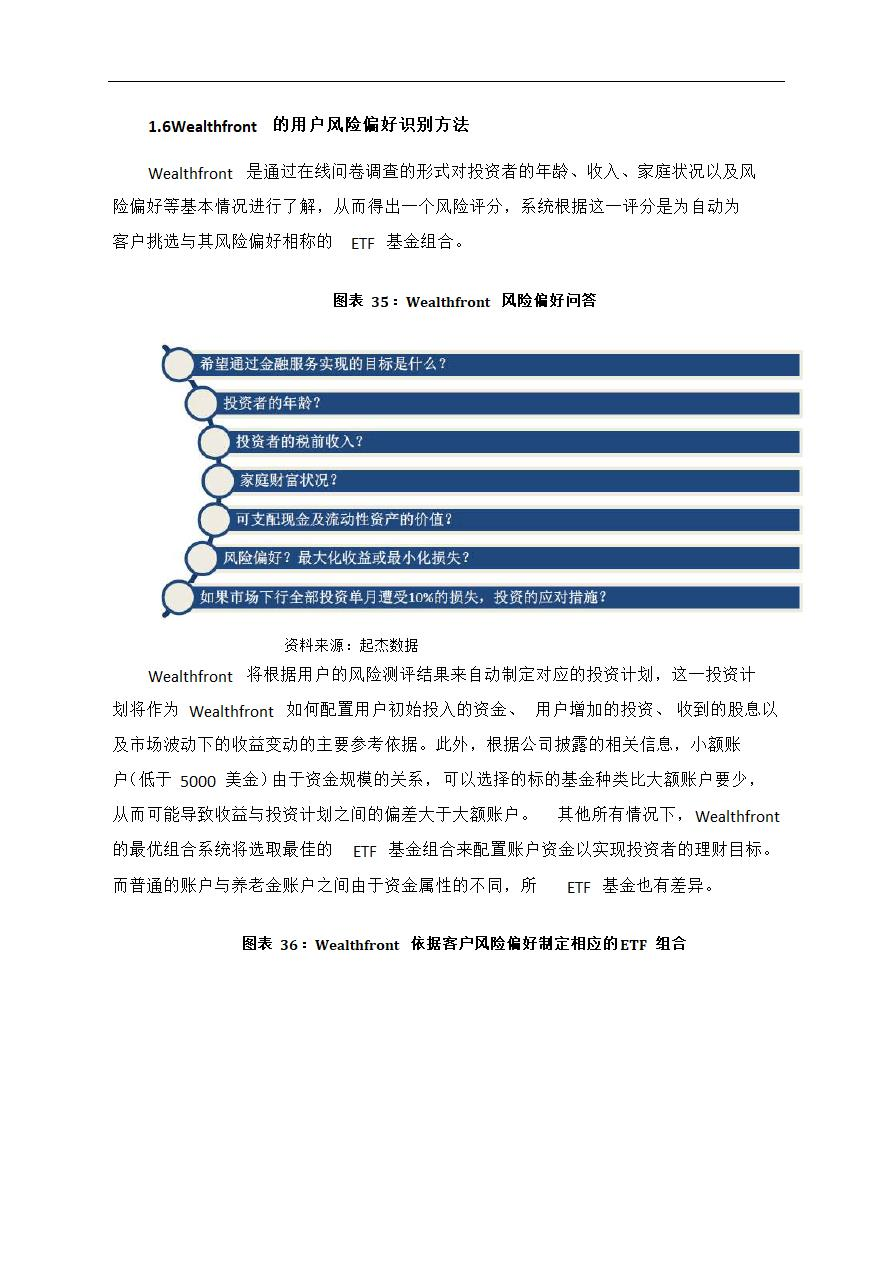 1.6Wealthfront 的用户风险偏好识别方法
Wealthfront 是通过在线问卷调查的形式对投资者的年龄、收入、家庭状况以及风
险偏好等基本情况进行了解，从而得出一个风险评分，系统根据这一评分是为自动为
客户挑选与其风险偏好相称的 ETF 基金组合。
图表 35：Wealthfront 风险偏好问答
希望通过金融服务实现的目标是什么？
投资者的年龄？
投资者的税前收入？
家庭财富状况？
可支配现金及流动性资产的价值？
风险偏好？最大化收益或最小化损失？
如果市场下行全部投资单月遭受10%的损失，投资的应对措施？
资料来源：起杰数据
Wealthfront 将根据用户的风险测评结果来自动制定对应的投资计划，这一投资计
划将作为 Wealthfront 如何配置用户初始投入的资金、 用户增加的投资、 收到的股息以
及市场波动下的收益变动的主要参考依据。此外，根据公司披露的相关信息，小额账
户（低于 5000 美金）由于资金规模的关系，可以选择的标的基金种类比大额账户要少，
从而可能导致收益与投资计划之间的偏差大于大额账户。 其他所有情况下，Wealthfront
的最优组合系统将选取最佳的 ETF 基金组合来配置账户资金以实现投资者的理财目标。
而普通的账户与养老金账户之间由于资金属性的不同，所 ETF 基金也有差异。
图表 36：Wealthfront 依据客户风险偏好制定相应的ETF 组合